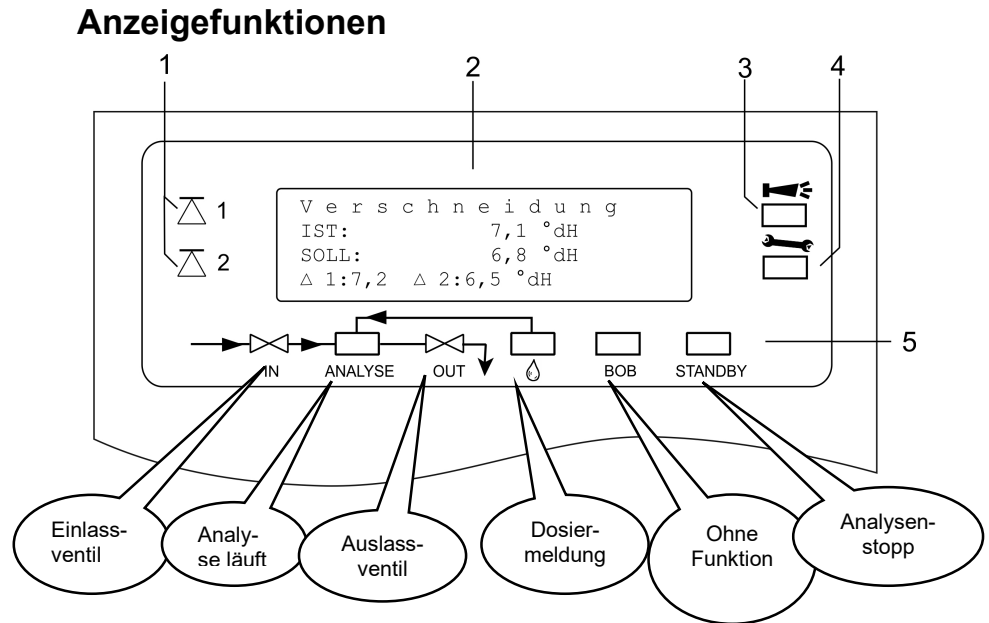 Anzeigefunktionen
1
2
3
4
1
2
V e r s c h n e i d u n g
IST: 7,1 °dH
SOLL: 6,8 °dH
△ 1:7,2 △ 2:6,5 °dH
5
IN
ANALYSE
OUT
BOB
STANDBY
Einlass-
ventil
Analy-
se läuft
Auslass-
ventil
Dosier-
meldung
Ohne
Funktion
Analysen-
stopp